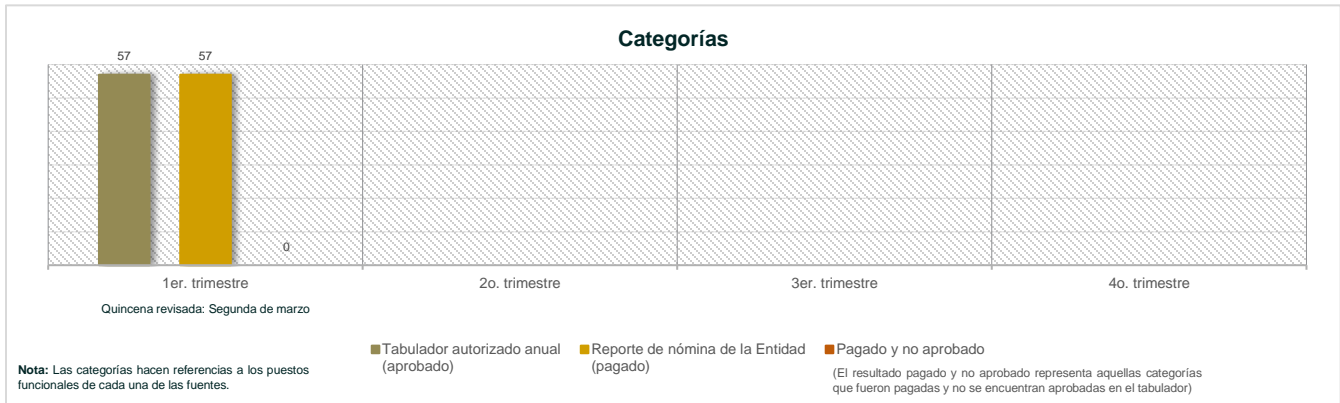 Categorías
57
57
0
1er. trimestre
2o. trimestre
3er. trimestre
4o. trimestre
Quincena revisada: Segunda de marzo
Tabulador autorizado anual
(aprobado)
Reporte de nómina de la Entidad
(pagado)
Pagado y no aprobado
(El resultado pagado y no aprobado representa aquellas categorías
que fueron pagadas y no se encuentran aprobadas en el tabulador)
Nota: Las categorías hacen referencias a los puestos
funcionales de cada una de las fuentes.